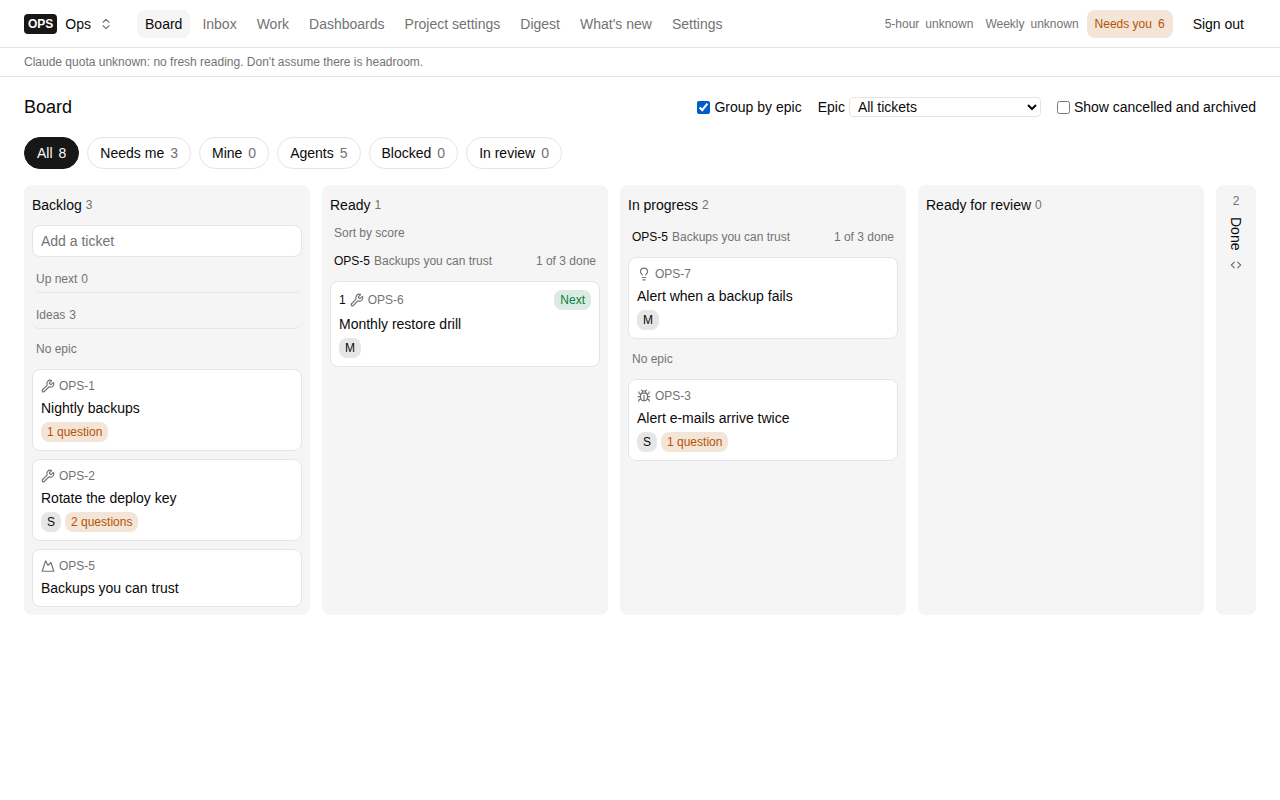 OPS Ops Board Inbox Work Dashboards Project settings Digest What's new Settings 5-hour unknown Weekly unknown Needs you 6 Sign out
Claude quota unknown: no fresh reading. Don't assume there is headroom.
Board Group by epic Epic All tickets Show cancelled and archived
All 8 Needs me 3 Mine 0 Agents 5 Blocked 0 In review 0
Backlog 3
Add a ticket
Up next 0
Ideas 3
No epic
OPS-1
Nightly backups
1 question
OPS-2
Rotate the deploy key
S 2 questions
OPS-5
Backups you can trust
Ready 1
Sort by score
OPS-5 Backups you can trust 1 of 3 done
1 OPS-6 Next
Monthly restore drill
M
In progress 2
OPS-5 Backups you can trust 1 of 3 done
OPS-7
Alert when a backup fails
M
No epic
OPS-3
Alert e-mails arrive twice
S 1 question
Ready for review 0
2
Done